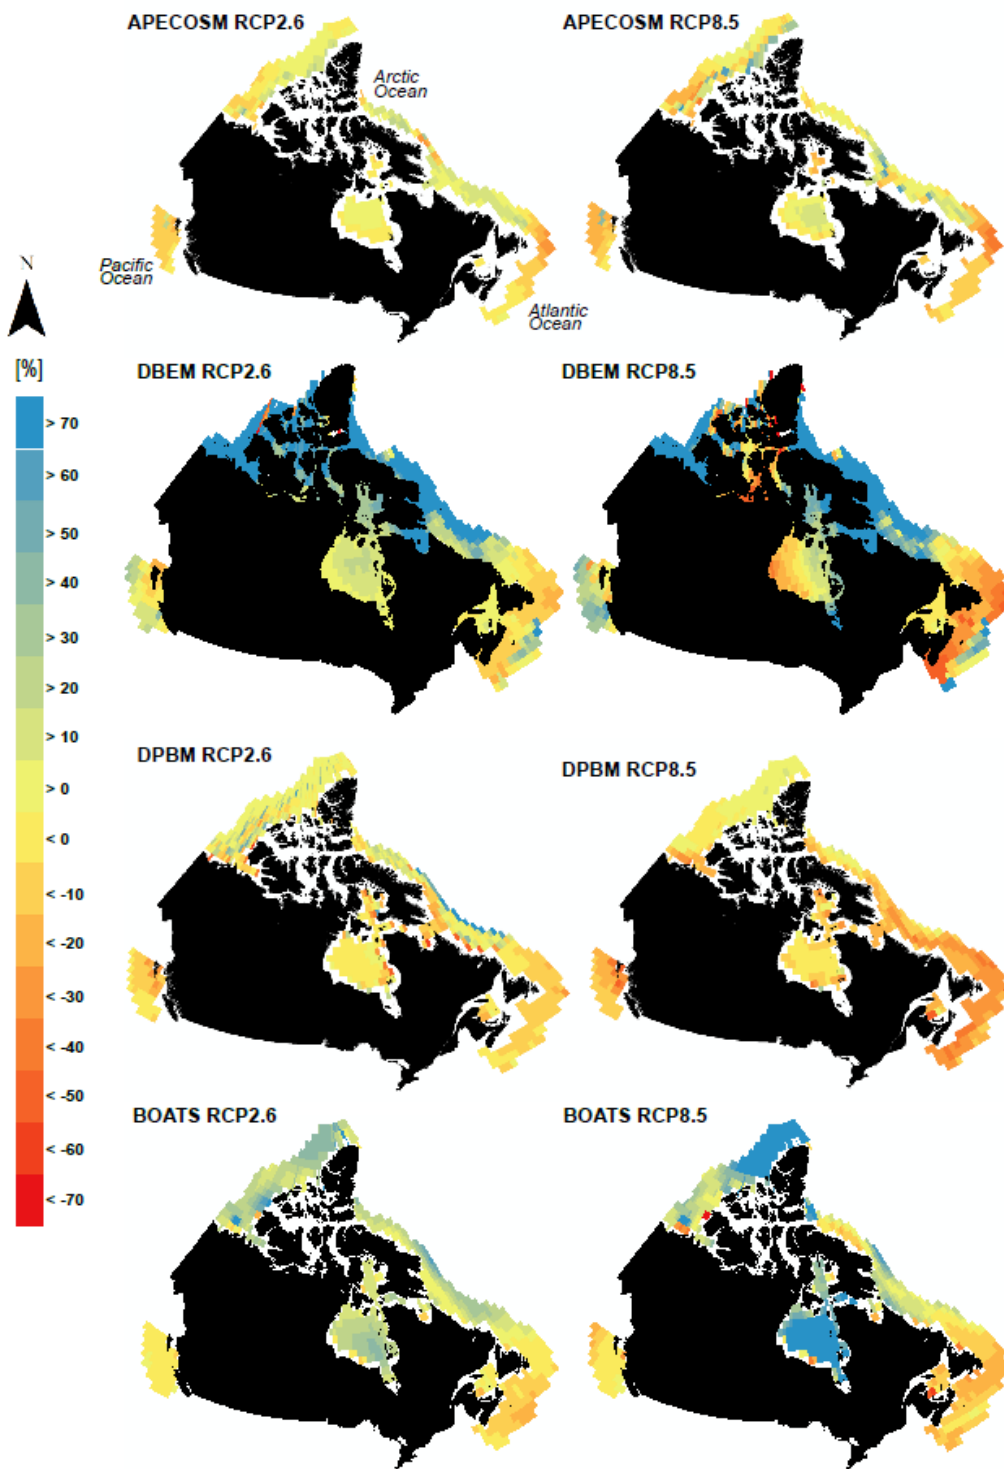 APECOSM RCP2.6
APECOSM RCP8.5
Arctic
Ocean
N
Pacific
Ocean
Atlantic
Ocean
[%]
DBEM RCP2.6
DBEM RCP8.5
> 70
> 60
> 50
> 40
> 30
> 20
> 10
> 0
< 0
< -10
< -20
< -30
< -40
< -50
< -60
< -70
DPBM RCP2.6
DPBM RCP8.5
BOATS RCP2.6
BOATS RCP8.5